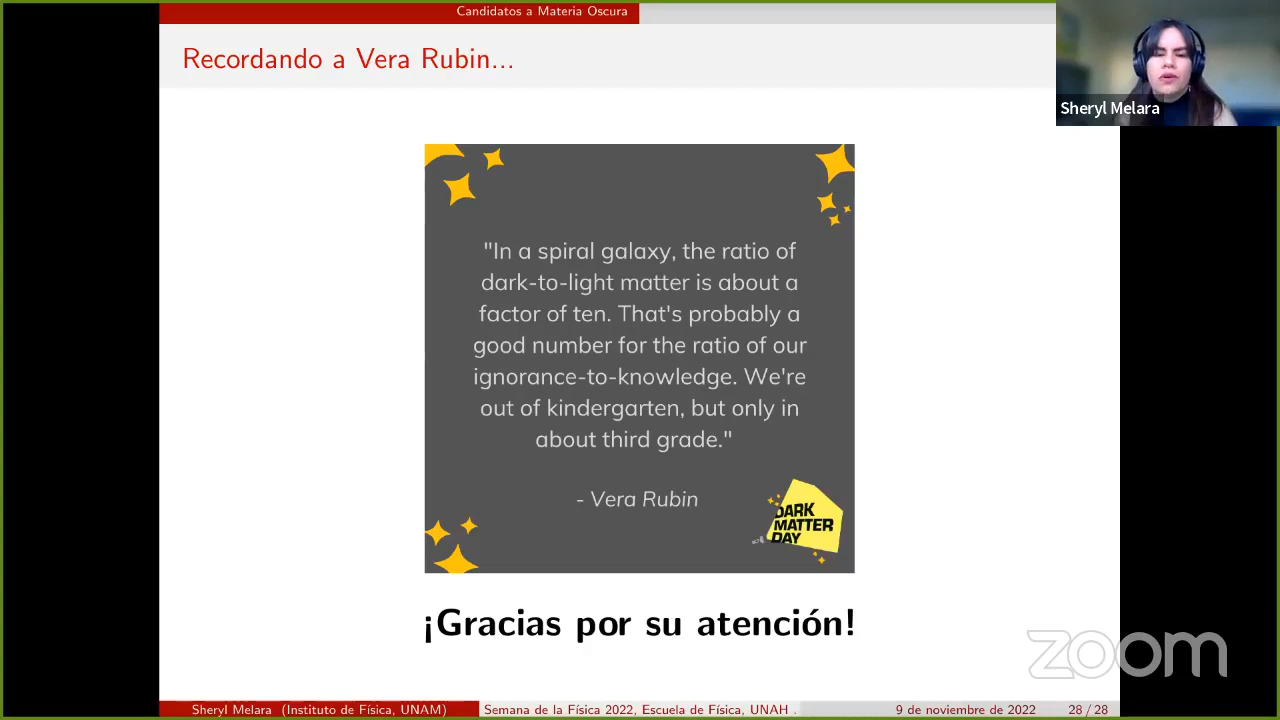 Candidatos a Materia Oscura
Recordando a Vera Rubin...
Sheryl Melara
"In a spiral galaxy, the ratio of
dark-to-light matter is about a
factor of ten. That's probably a
good number for the ratio of our
ignorance-to-knowledge. We're
out of kindergarten, but only in
about third grade."
- Vera Rubin
DARK
MATTER
DAY
¡Gracias por su atención!
zoom
Sheryl Melara (Instituto de Física, UNAM)
Semana de la Física 2022, Escuela de Física, UNAH .
9 de noviembre de 2022
28 / 28